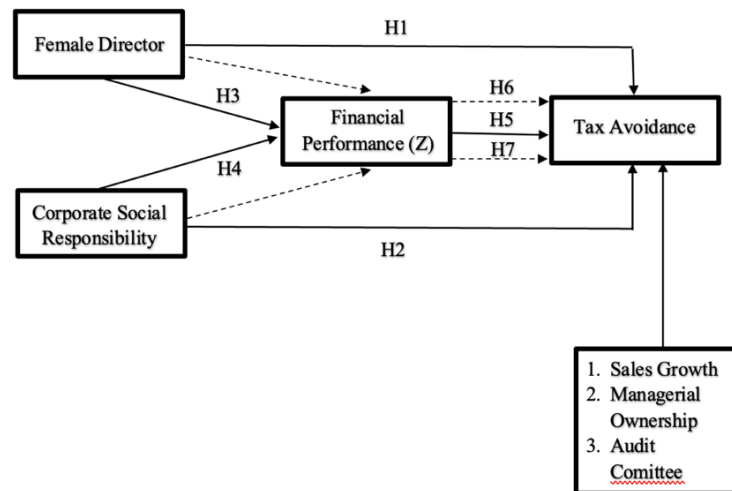 H1
Female Director
H3
H6
Financial
Performance (Z)
H5
Tax Avoidance
H7
H4
Corporate Social
Responsibility
H2
1. Sales Growth
2. Managerial
Ownership
3. Audit
Comittee